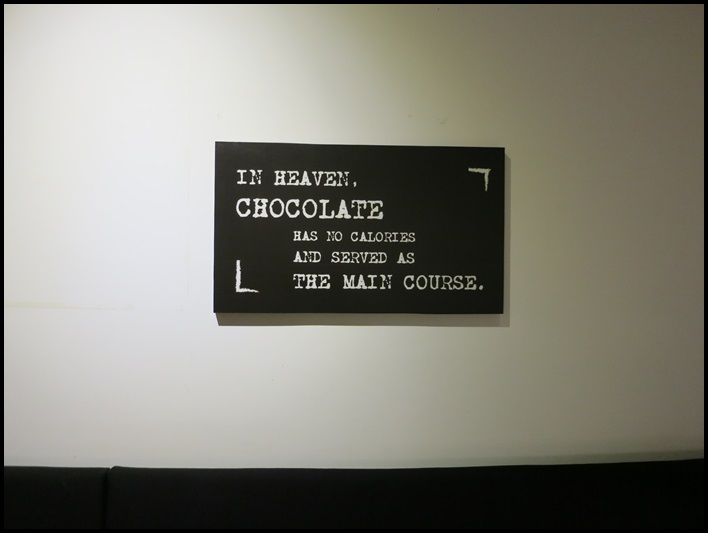 IN HEAVEN,
CHOCOLATE
HAS NO CALORIES
AND SERVED AS
THE MAIN COURSE.